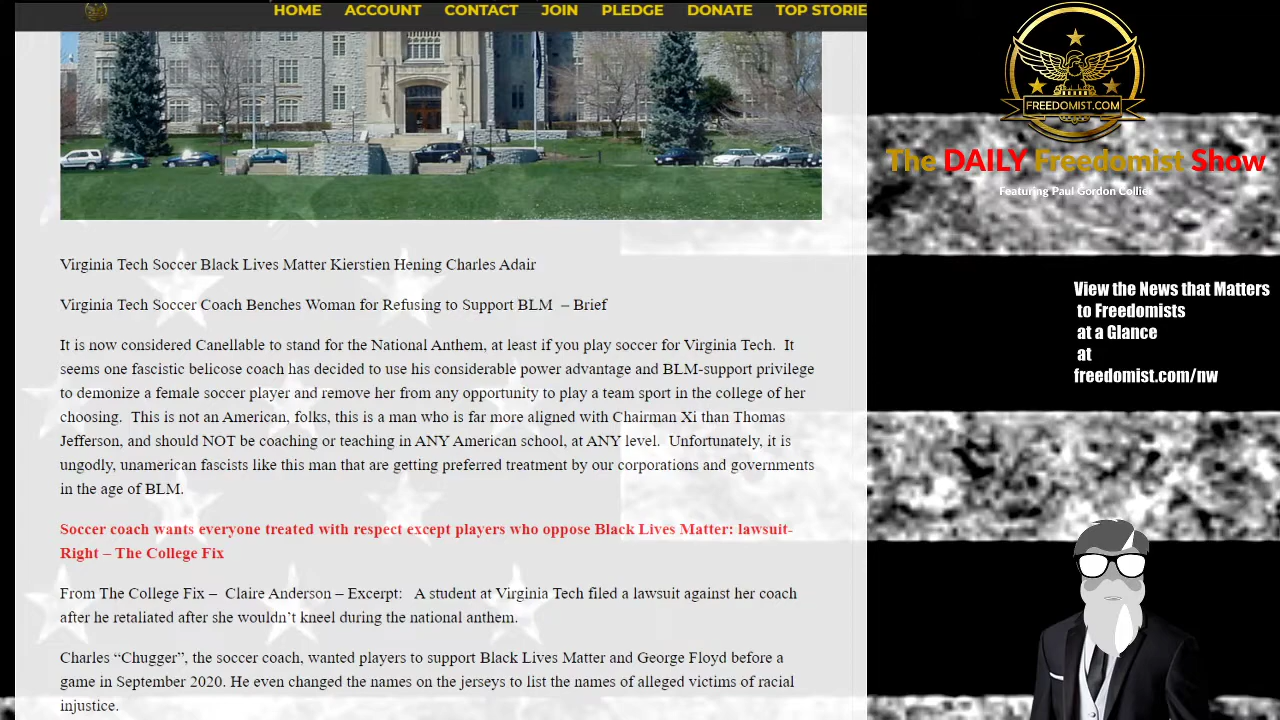 HOME ACCOUNT CONTACT JOIN PLEDGE DONATE TOP STORIE
FREEDOMIST.COM
The DAILY Freedomist Show
Featuring Paul Gordon Collie
View the News that Matters
to Freedomists
at a Glance
at
freedomist.com/nw
Virginia Tech Soccer Black Lives Matter Kierstien Hening Charles Adair
Virginia Tech Soccer Coach Benches Woman for Refusing to Support BLM – Brief
It is now considered Canellable to stand for the National Anthem, at least if you play soccer for Virginia Tech. It
seems one fascistic belicose coach has decided to use his considerable power advantage and BLM-support privilege
to demonize a female soccer player and remove her from any opportunity to play a team sport in the college of her
choosing. This is not an American, folks, this is a man who is far more aligned with Chairman Xi than Thomas
Jefferson, and should NOT be coaching or teaching in ANY American school, at ANY level. Unfortunately, it is
ungodly, unamerican fascists like this man that are getting preferred treatment by our corporations and governments
in the age of BLM.
Soccer coach wants everyone treated with respect except players who oppose Black Lives Matter: lawsuit-
Right – The College Fix
From The College Fix – Claire Anderson – Excerpt: A student at Virginia Tech filed a lawsuit against her coach
after he retaliated after she wouldn’t kneel during the national anthem.
Charles “Chugger”, the soccer coach, wanted players to support Black Lives Matter and George Floyd before a
game in September 2020. He even changed the names on the jerseys to list the names of alleged victims of racial
injustice.